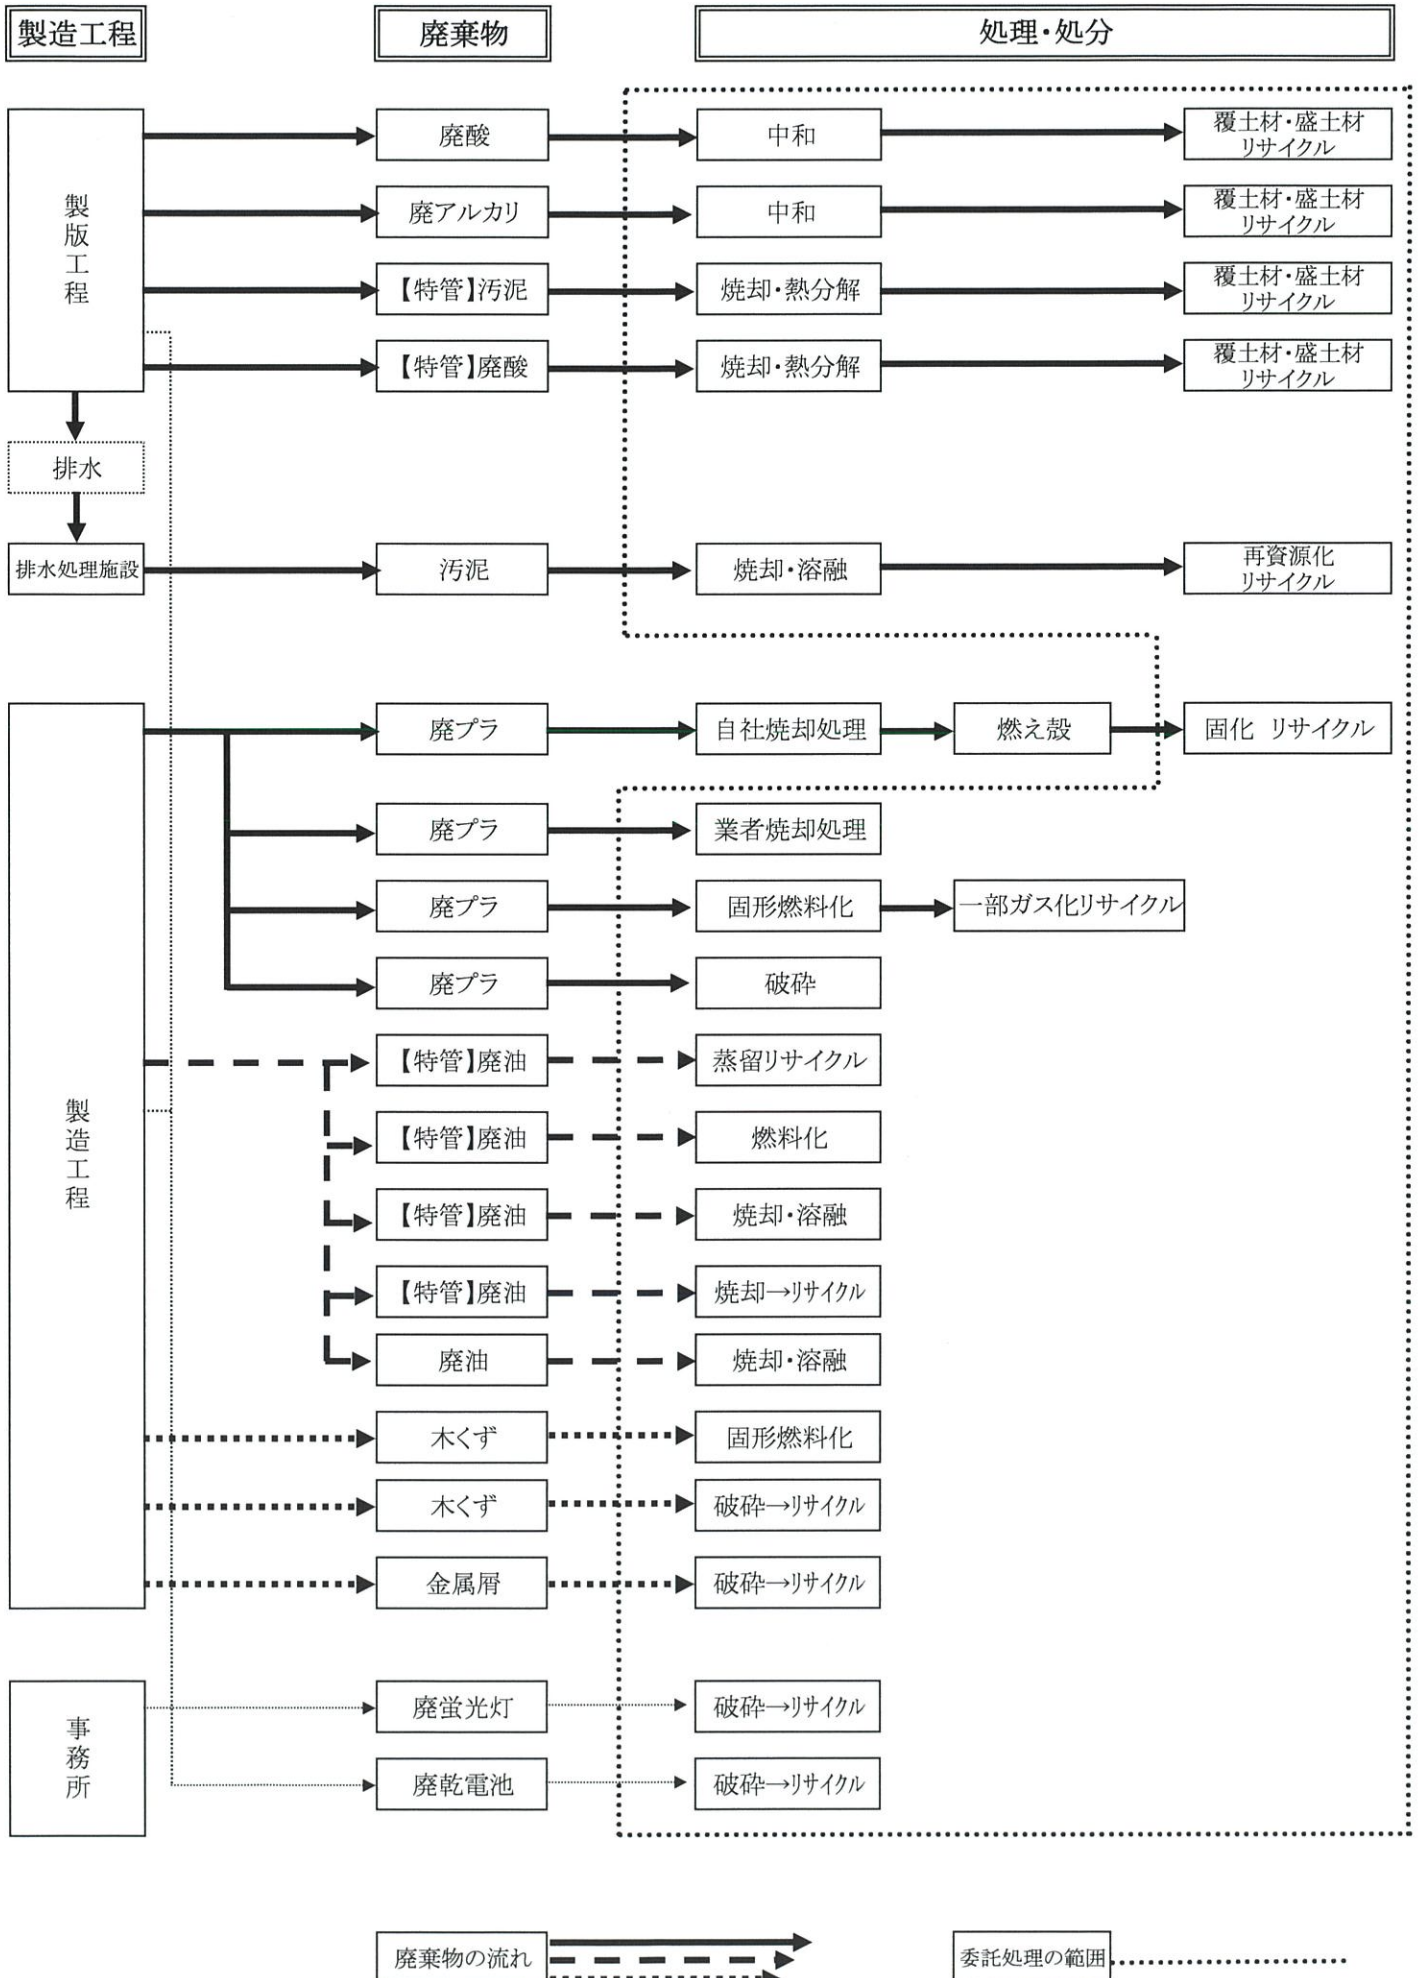 製造工程
廃棄物
処理・処分
製版工程
廃酸
中和
覆土材・盛土材
リサイクル
廃アルカリ
中和
覆土材・盛土材
リサイクル
【特管】汚泥
焼却・熱分解
覆土材・盛土材
リサイクル
【特管】廃酸
焼却・熱分解
覆土材・盛土材
リサイクル
排水
排水処理施設
汚泥
焼却・溶融
再資源化
リサイクル
製造工程
廃プラ
自社焼却処理
燃え殻
固化 リサイクル
廃プラ
業者焼却処理
廃プラ
固形燃料化
一部ガス化リサイクル
廃プラ
破砕
【特管】廃油
蒸留リサイクル
【特管】廃油
燃料化
【特管】廃油
焼却・溶融
【特管】廃油
焼却→リサイクル
廃油
焼却・溶融
木くず
固形燃料化
木くず
破砕→リサイクル
金属屑
破砕→リサイクル
事務所
廃蛍光灯
破砕→リサイクル
廃乾電池
破砕→リサイクル
廃棄物の流れ
委託処理の範囲